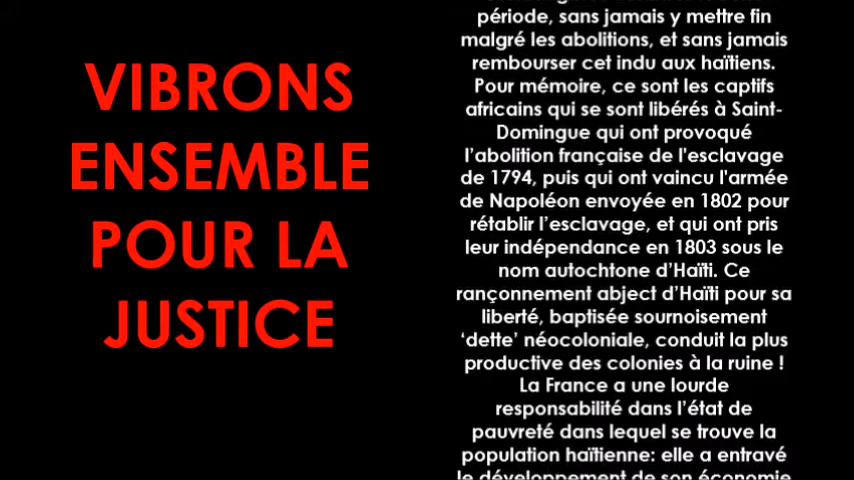 VIBRONS
ENSEMBLE
POUR LA
JUSTICE
période, sans jamais y mettre fin
malgré les abolitions, et sans jamais
rembourser cet indu aux haïtiens.
Pour mémoire, ce sont les captifs
africains qui se sont libérés à Saint-
Domingue qui ont provoqué
l’abolition française de l'esclavage
de 1794, puis qui ont vaincu l'armée
de Napoléon envoyée en 1802 pour
rétablir l’esclavage, et qui ont pris
leur indépendance en 1803 sous le
nom autochtone d’Haïti. Ce
rançonnement abject d’Haïti pour sa
liberté, baptisée sournoisement
‘dette’ néocoloniale, conduit la plus
productive des colonies à la ruine !
La France a une lourde
responsabilité dans l’état de
pauvreté dans lequel se trouve la
population haïtienne: elle a entravé
le développement de son économie